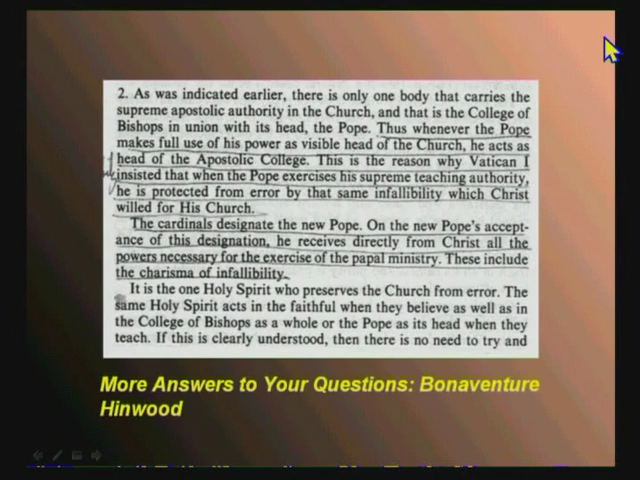 2. As was indicated earlier, there is only one body that carries the
supreme apostolic authority in the Church, and that is the College of
Bishops in union with its head, the Pope. Thus whenever the Pope
makes full use of his power as visible head of the Church, he acts as
head of the Apostolic College. This is the reason why Vatican I
insisted that when the Pope exercises his supreme teaching authority,
he is protected from error by that same infallibility which Christ
willed for His Church.
The cardinals designate the new Pope. On the new Pope's accept-
ance of this designation, he receives directly from Christ all the
powers necessary for the exercise of the papal ministry. These include
the charisma of infallibility.
It is the one Holy Spirit who preserves the Church from error. The
same Holy Spirit acts in the faithful when they believe as well as in
the College of Bishops as a whole or the Pope as its head when they
teach. If this is clearly understood, then there is no need to try and
More Answers to Your Questions: Bonaventure
Hinwood